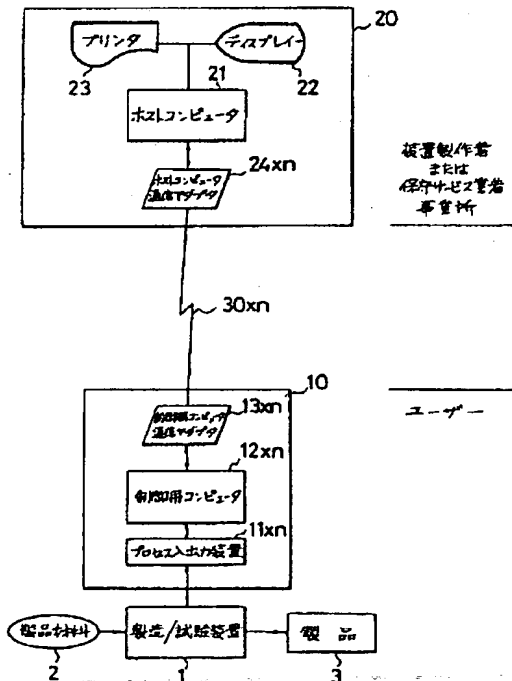 20
プリンタ
ディスプレイー
23
21
22
ホストコンピュータ
24xn
ホストコンピュータ
通信アダプタ
装置製作者
または
保守サービス業者
事業所
30xn
10
13xn
制御用コンピュータ
通信アダプタ
ユーザー
12xn
制御用コンピュータ
11xn
プロセス入出力装置
製品材料
製造/試験装置
製品
2
1
3